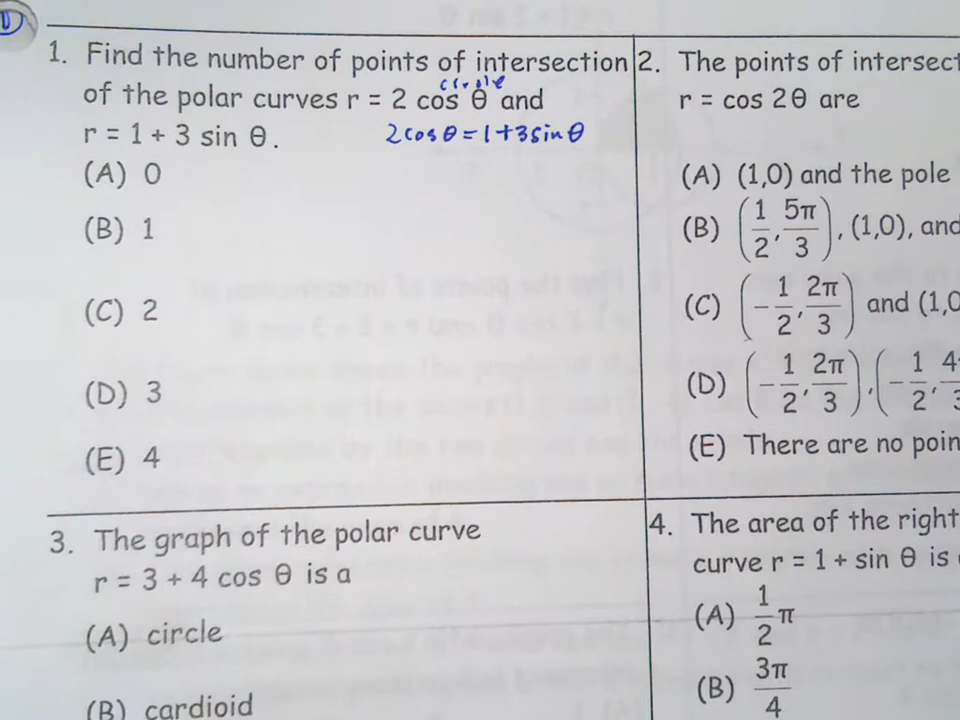 1. Find the number of points of intersection
circle
of the polar curves r = 2 cos θ and
r = 1 + 3 sin θ.
2cosθ=1+3sinθ
(A) 0
(B) 1
(C) 2
(D) 3
(E) 4
2. The points of intersect
r = cos 2θ are
(A) (1,0) and the pole
(B) (1/2, 5π/3), (1,0), and
(C) (-1/2, 2π/3) and (1,0
(D) (-1/2, 2π/3), (-1/2, 4
(E) There are no poin
3. The graph of the polar curve
r = 3 + 4 cos θ is a
(A) circle
(B) cardioid
4. The area of the right
curve r = 1 + sin θ is
(A) 1/2 π
(B) 3π/4